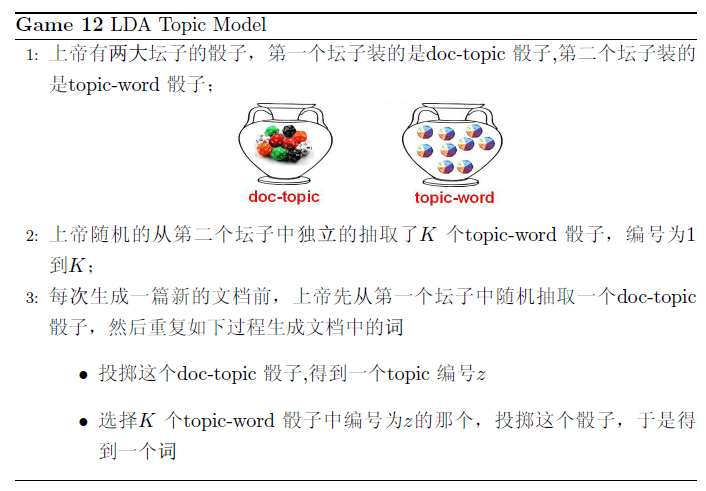 Game 12 LDA Topic Model
1: 上帝有两大坛子的骰子，第一个坛子装的是doc-topic 骰子,第二个坛子装的
是topic-word 骰子；
doc-topic
topic-word
2: 上帝随机的从第二个坛子中独立的抽取了K 个topic-word 骰子，编号为1
到K；
3: 每次生成一篇新的文档前，上帝先从第一个坛子中随机抽取一个doc-topic
骰子，然后重复如下过程生成文档中的词
• 投掷这个doc-topic 骰子,得到一个topic 编号z
• 选择K 个topic-word 骰子中编号为z的那个，投掷这个骰子，于是得
到一个词